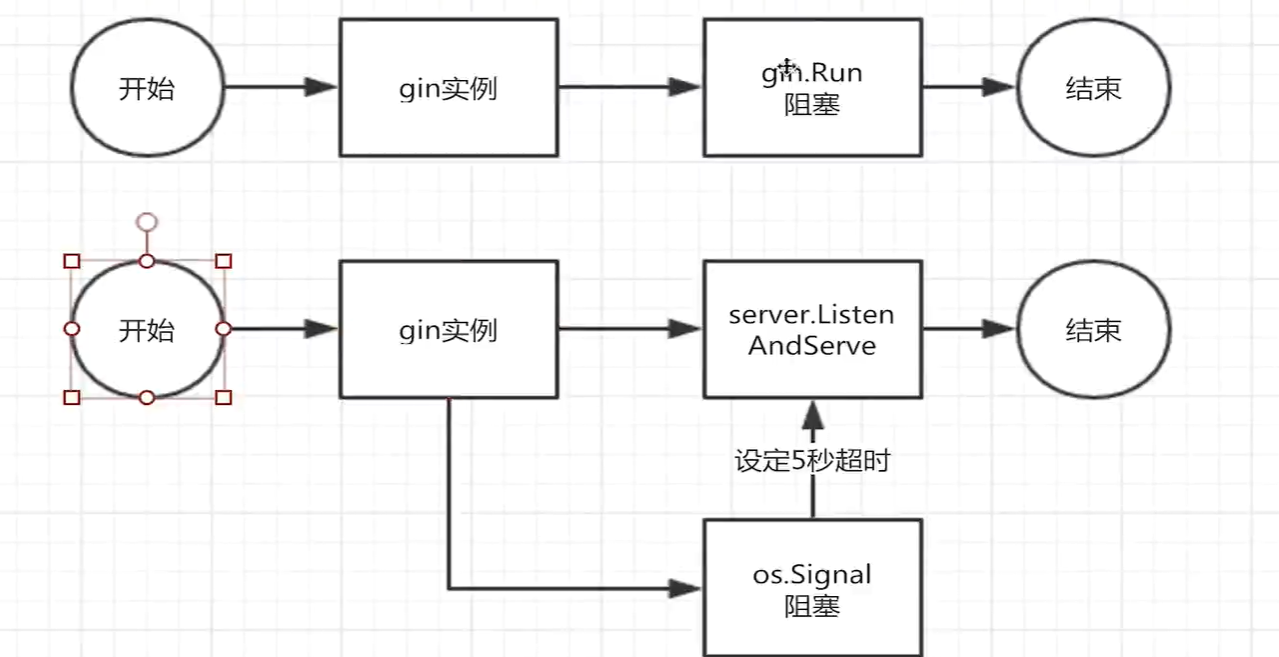 开始
gin实例
gin.Run
阻塞
结束
开始
gin实例
server.Listen
AndServe
结束
设定5秒超时
os.Signal
阻塞